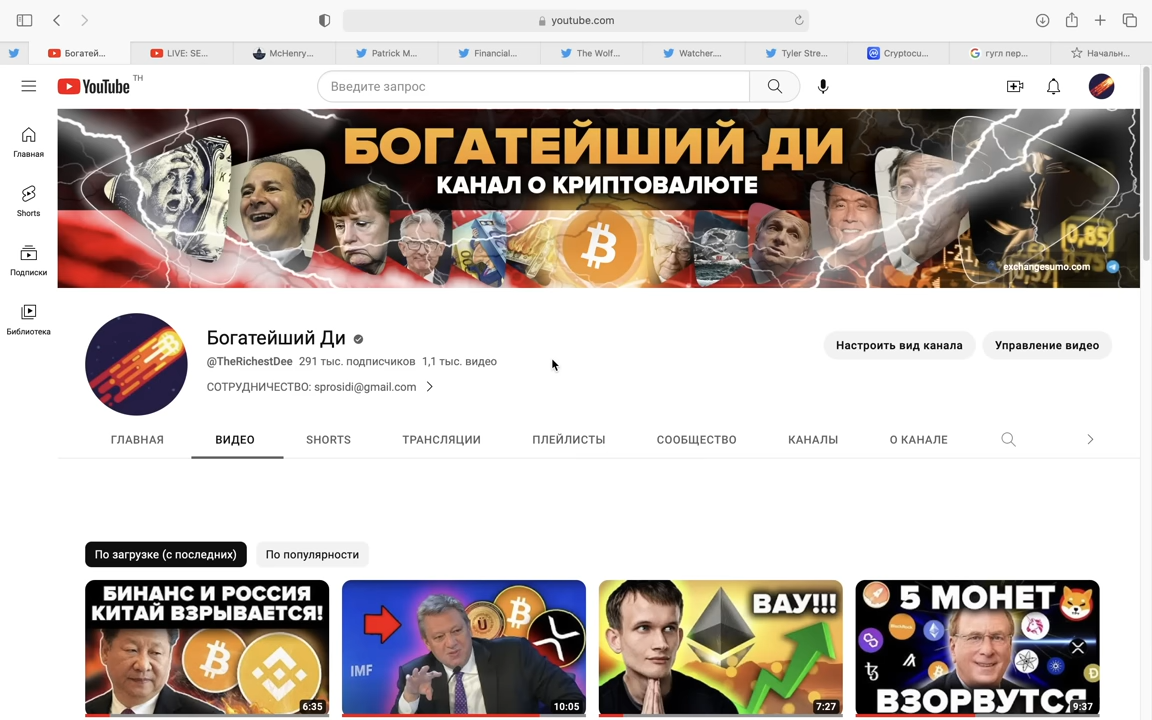 youtube.com
Богатей...
LIVE: SE...
McHenry...
Patrick M...
Financial...
The Wolf...
Watcher....
Tyler Stre...
Cryptocu...
гугл пер...
Начальн...
YouTube TH
Введите запрос
Главная
Shorts
Подписки
Библиотека
БОГАТЕЙШИЙ ДИ
КАНАЛ О КРИПТОВАЛЮТЕ
0,85
exchangesumo.com
Богатейший Ди
@TheRichestDee 291 тыс. подписчиков 1,1 тыс. видео
СОТРУДНИЧЕСТВО: sprosidi@gmail.com
Настроить вид канала
Управление видео
ГЛАВНАЯ
ВИДЕО
SHORTS
ТРАНСЛЯЦИИ
ПЛЕЙЛИСТЫ
СООБЩЕСТВО
КАНАЛЫ
О КАНАЛЕ
По загрузке (с последних)
По популярности
БИНАНС И РОССИЯ
КИТАЙ ВЗРЫВАЕТСЯ!
6:35
IMF
10:05
ВАУ!!!
7:27
5 МОНЕТ
ВЗОРВУТСЯ
9:37